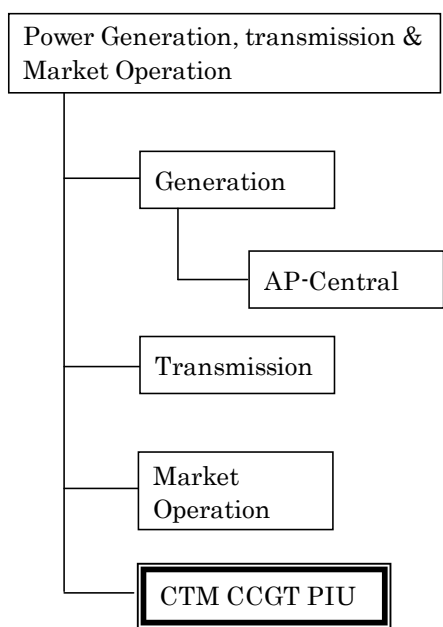 Power Generation, transmission &
Market Operation
Generation
AP-Central
Transmission
Market
Operation
CTM CCGT PIU